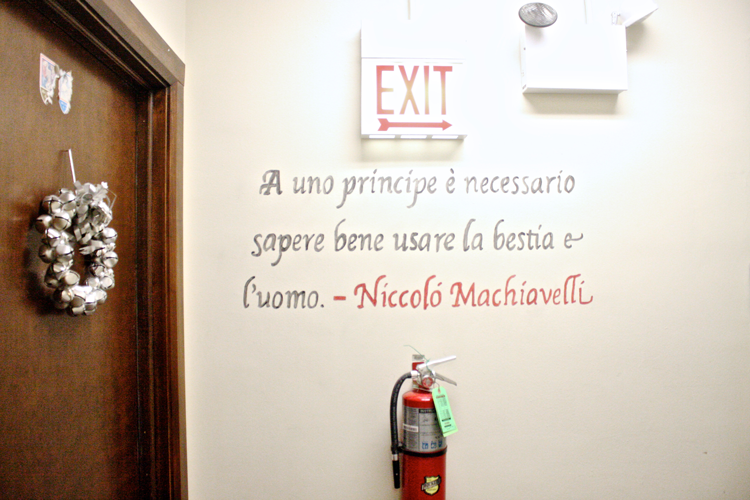 EXIT
A uno principe è necessario
sapere bene usare la bestia e
l'uomo. – Niccoló Machiavelli